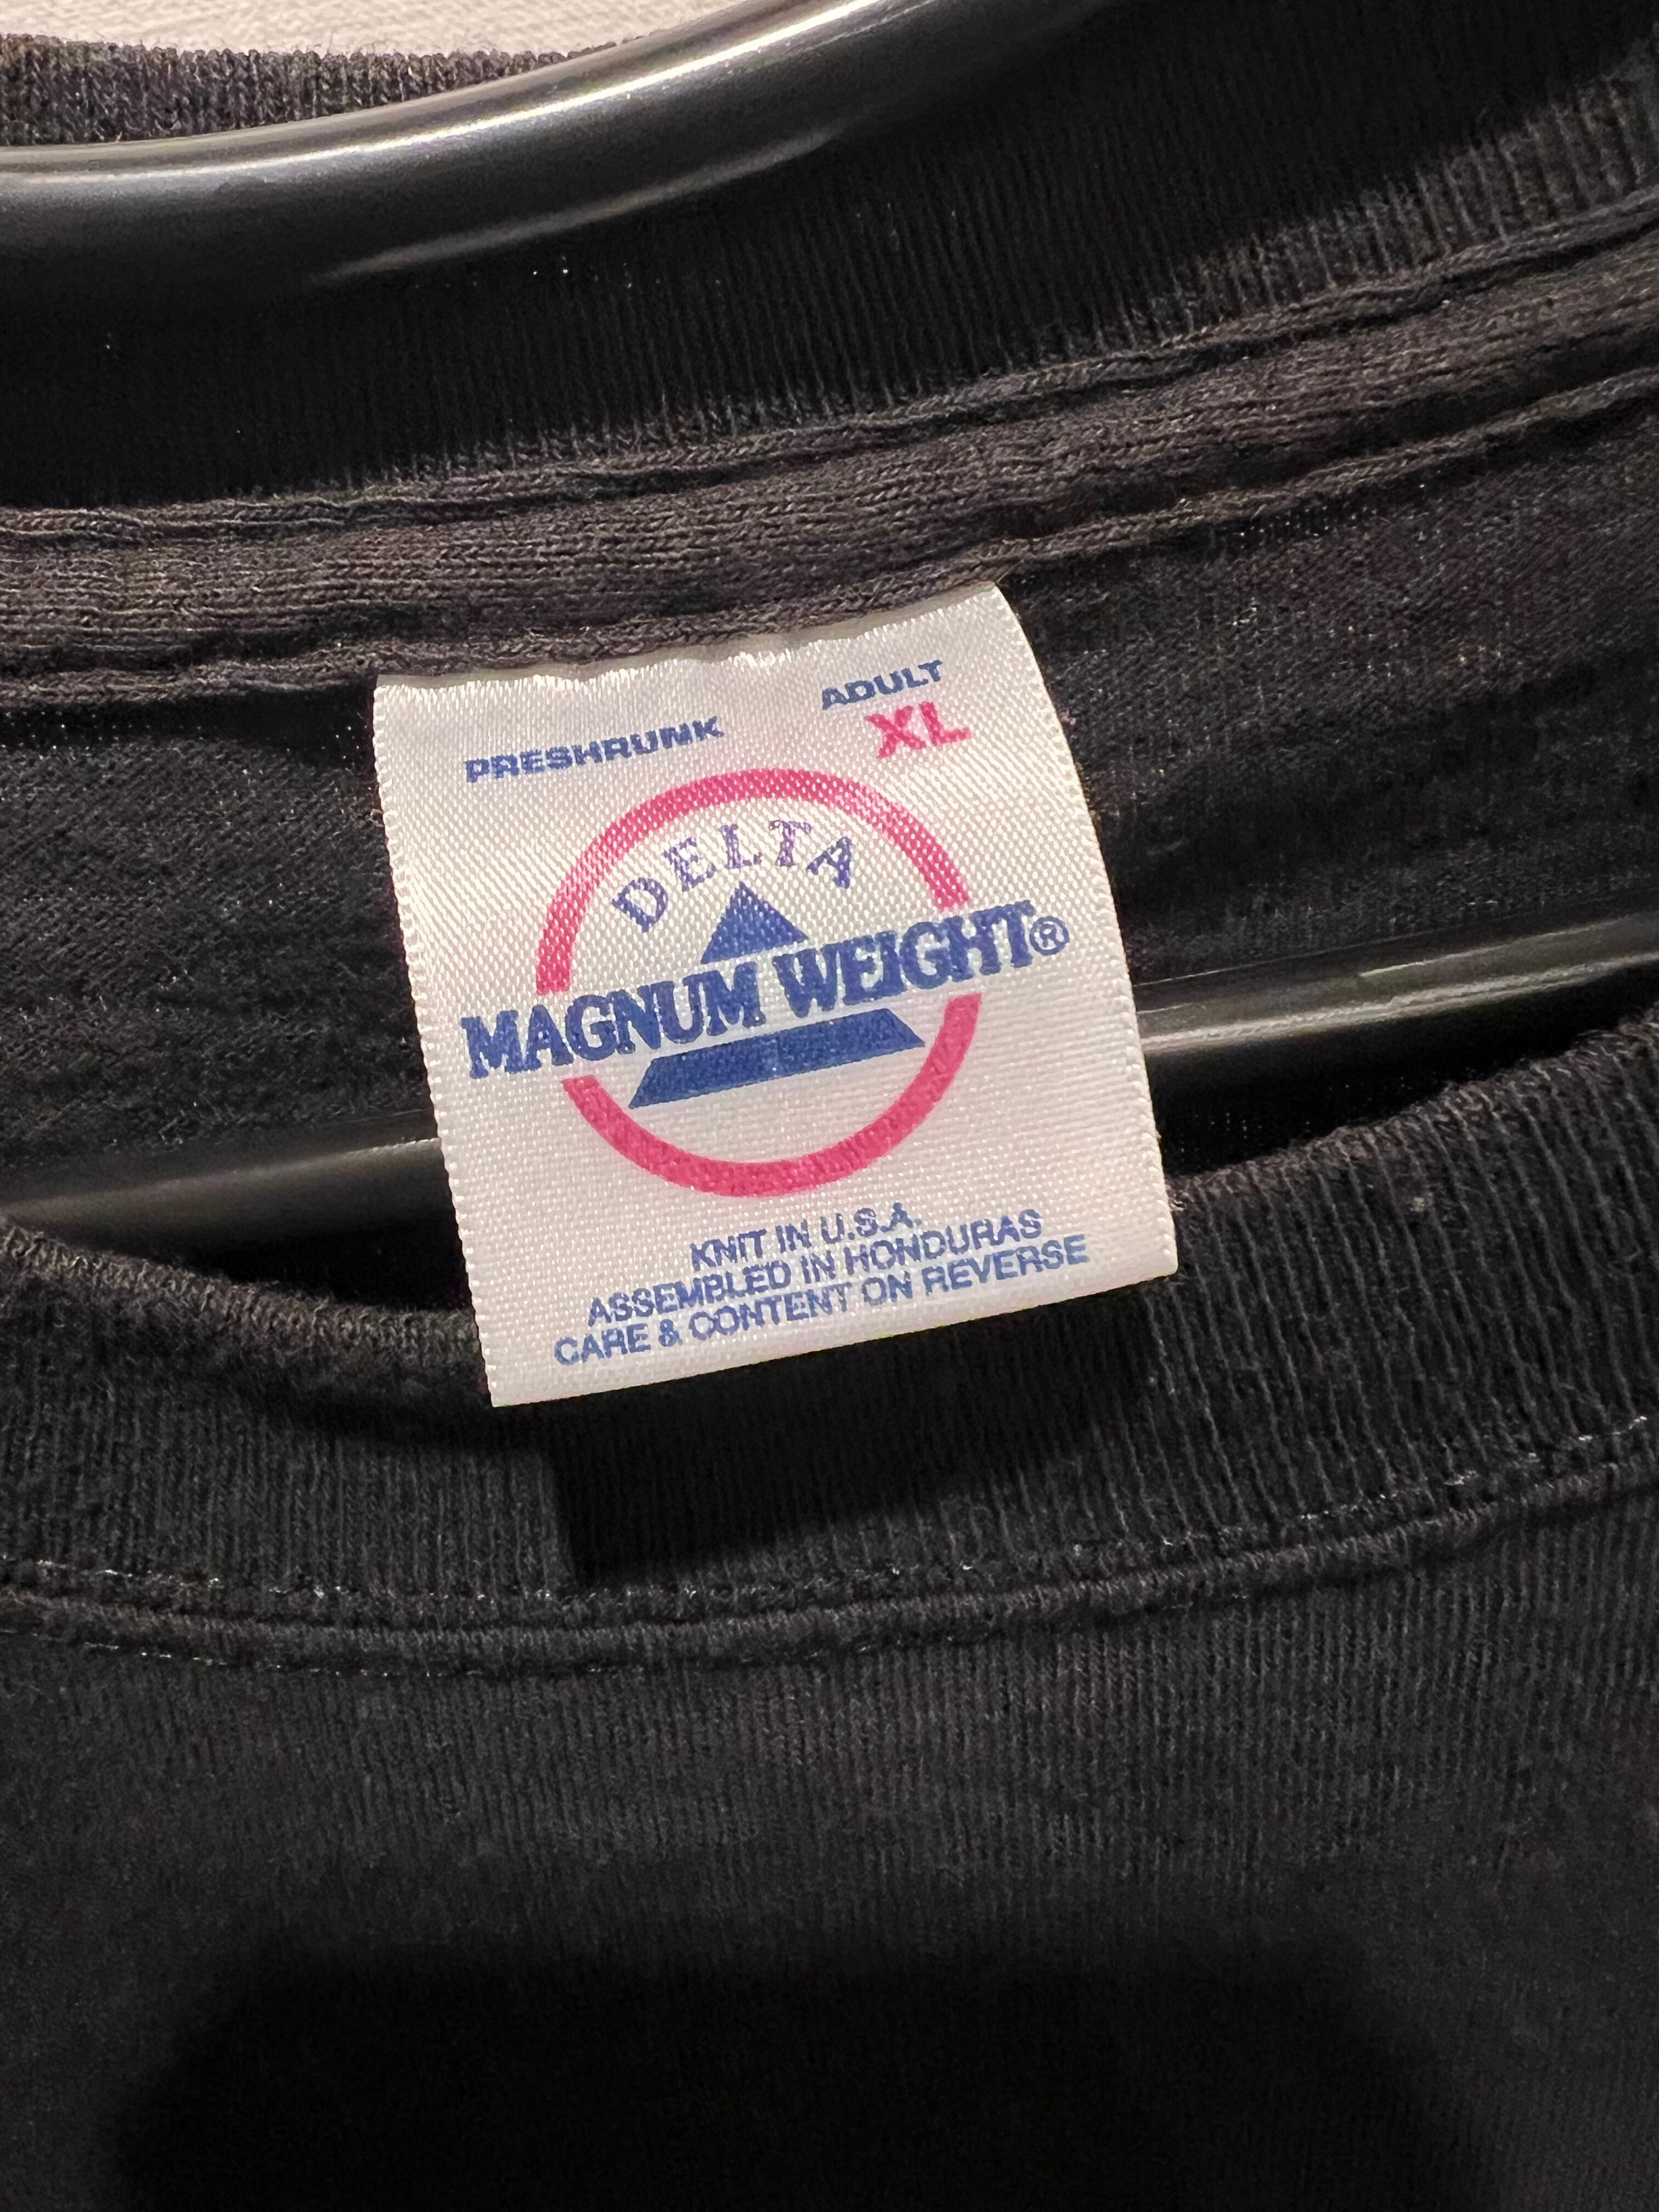 PRESHRUNK
ADULT
XL
DELTA
MAGNUM WEIGHT®
KNIT IN U.S.A.
ASSEMBLED IN HONDURAS
CARE & CONTENT ON REVERSE